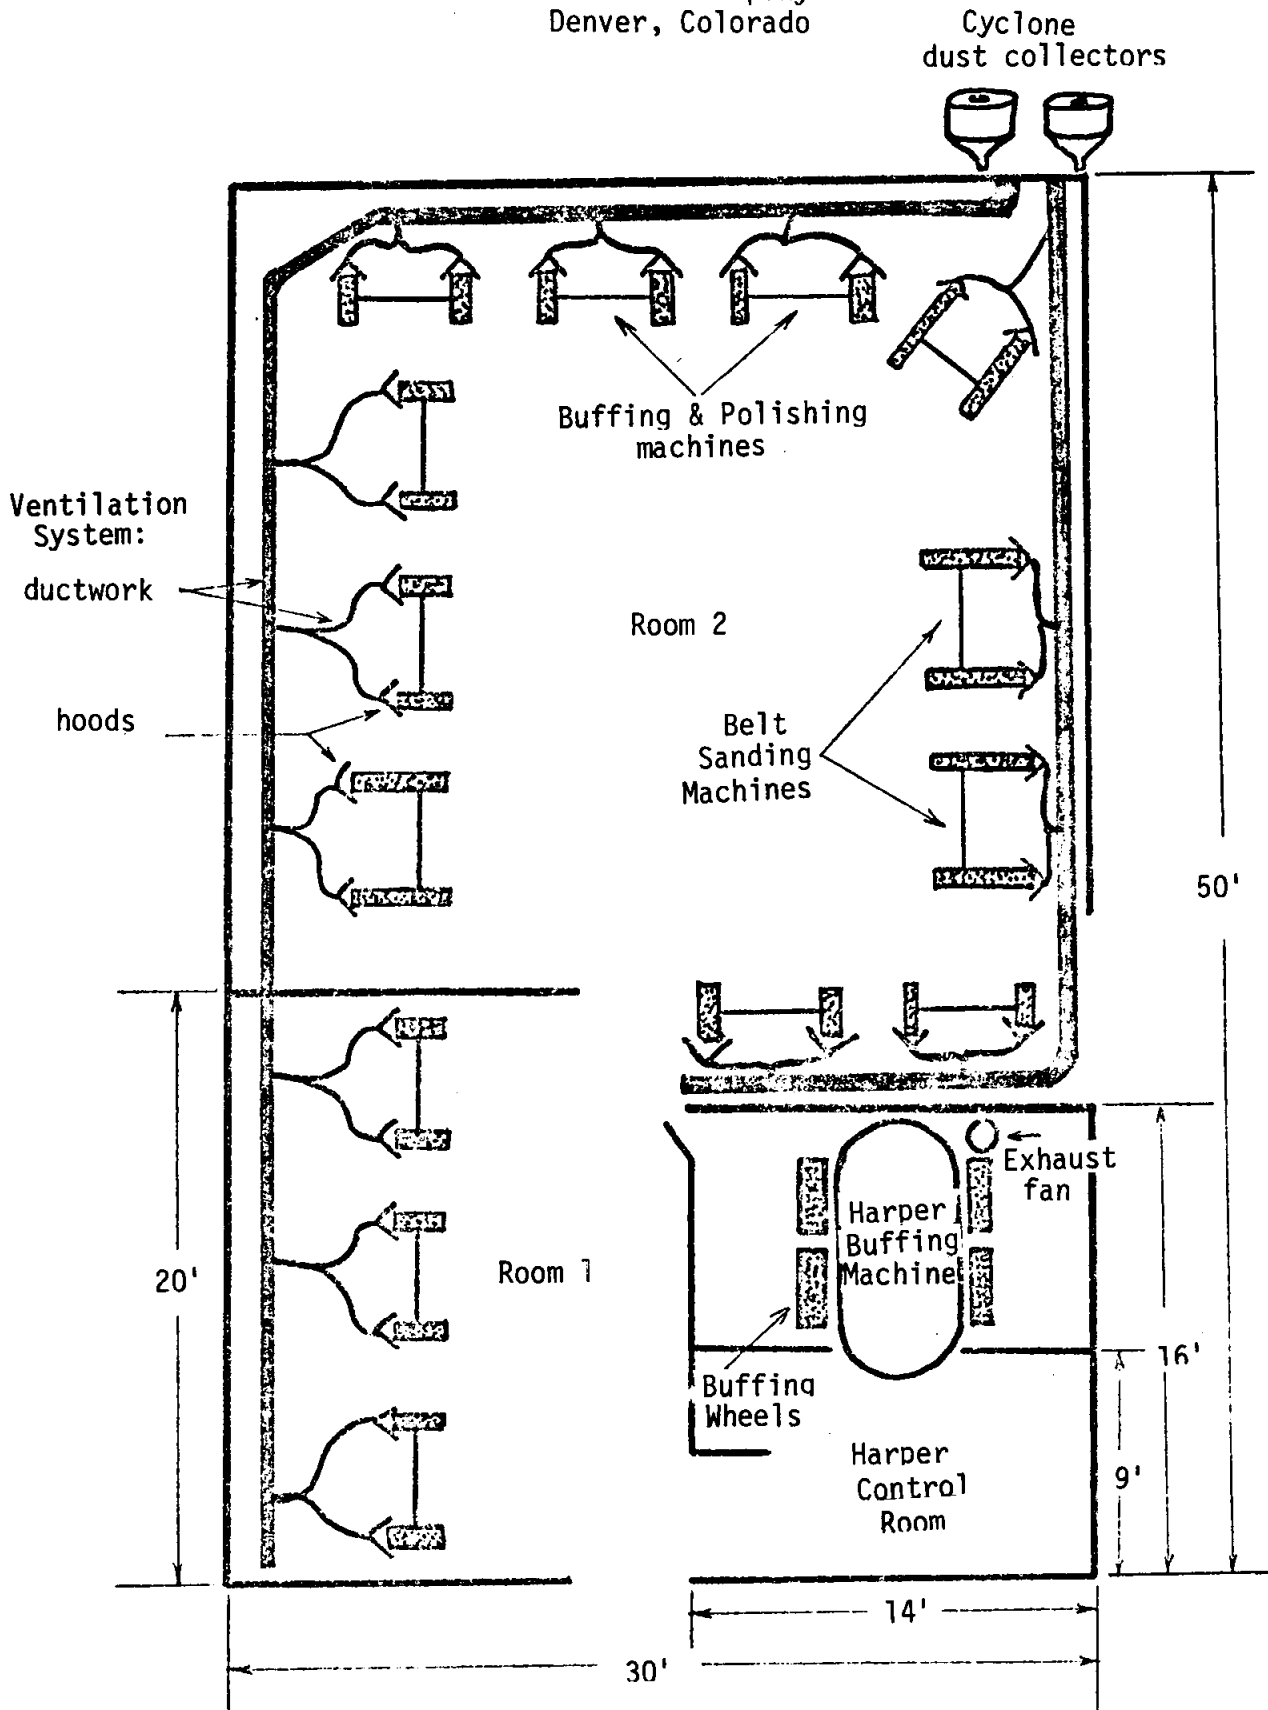 Denver, Colorado
Cyclone
dust collectors
Buffing & Polishing
machines
Ventilation
System:
ductwork
Room 2
hoods
Belt
Sanding
Machines
50'
Exhaust
fan
Harper
Buffing
Machine
20'
Room 1
16'
Buffing
Wheels
Harper
Control
Room
9'
14'
30'